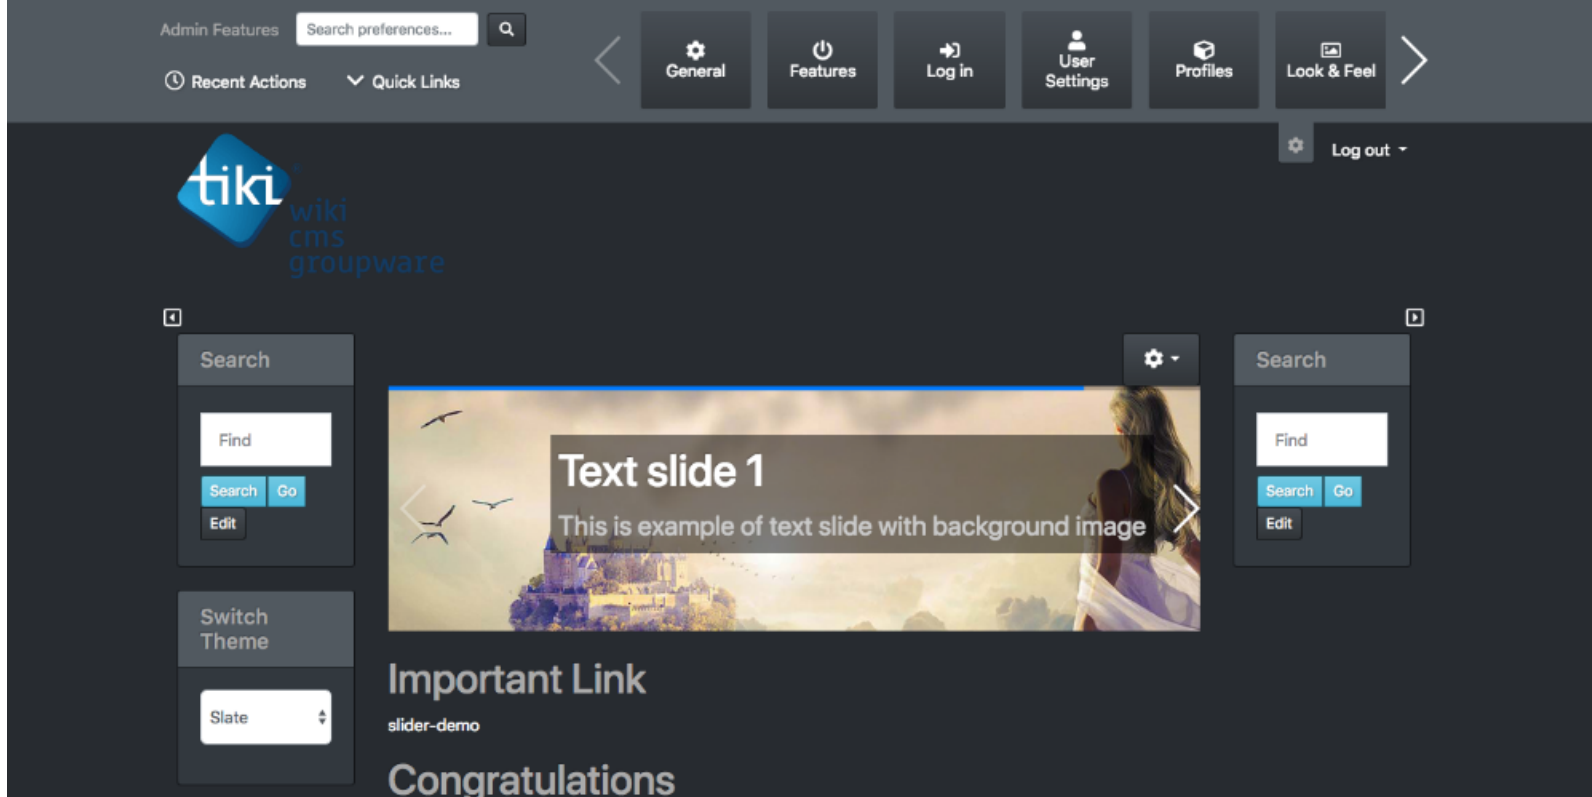 Admin Features
Search preferences...
Recent Actions
Quick Links
General
Features
Log in
User
Settings
Profiles
Look & Feel
Log out
tiki
wiki
cms
groupware
Search
Find
Search Go
Edit
Switch
Theme
Slate
Text slide 1
This is example of text slide with background image
Important Link
slider-demo
Congratulations
Search
Find
Search Go
Edit